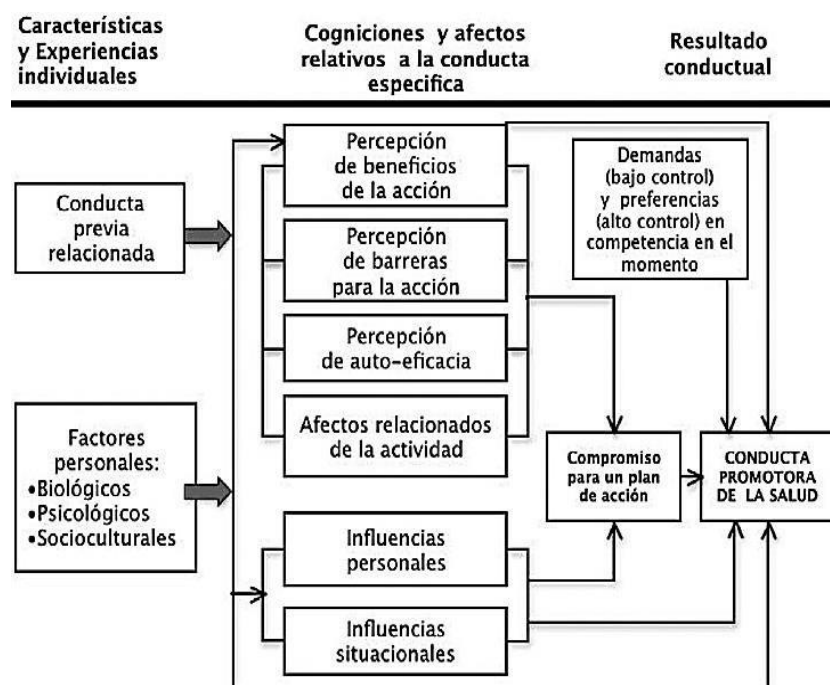 Características
y Experiencias
individuales
Cogniciones y afectos
relativos a la conducta
especifica
Resultado
conductual
Conducta
previa
relacionada
Factores
personales:
•Biológicos
•Psicológicos
•Socioculturales
Percepción
de beneficios
de la acción
Percepción
de barreras
para la acción
Percepción
de auto-eficacia
Afectos relacionados
de la actividad
Influencias
personales
Influencias
situacionales
Demandas
(bajo control)
y preferencias
(alto control) en
competencia en el
momento
Compromiso
para un plan
de acción
CONDUCTA
PROMOTORA
DE LA SALUD